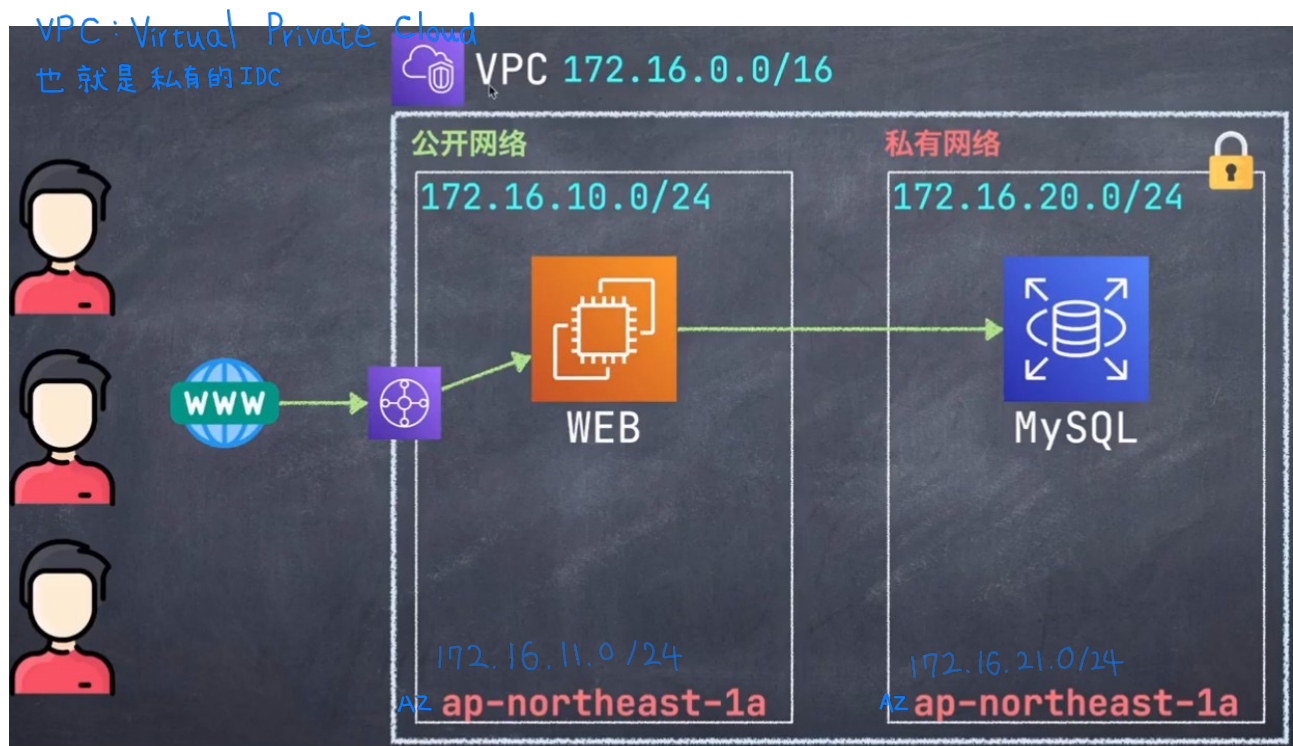 VPC: Virtual Private Cloud
也就是私有的IDC
VPC 172.16.0.0/16
公开网络
172.16.10.0/24
WWW
WEB
172.16.11.0/24
AZ ap-northeast-1a
私有网络
172.16.20.0/24
MySQL
172.16.21.0/24
AZ ap-northeast-1a